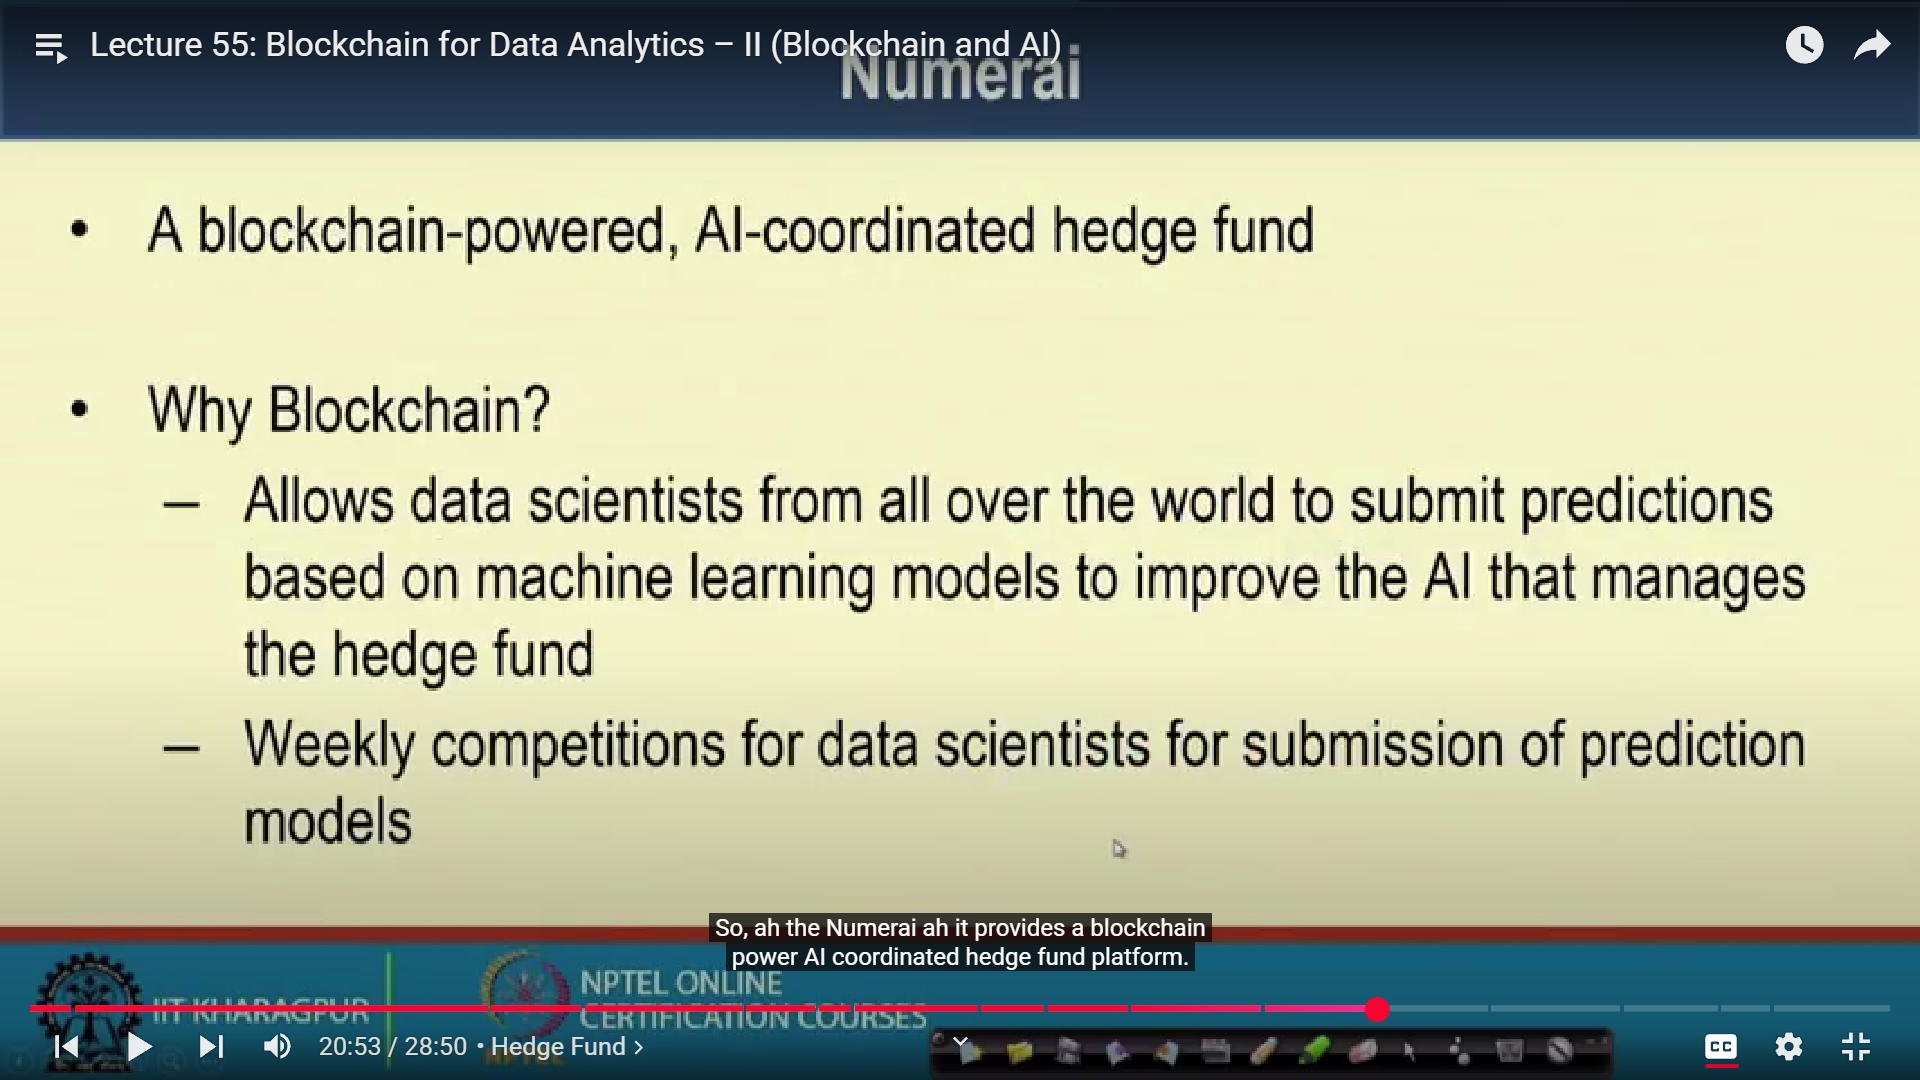 Lecture 55: Blockchain for Data Analytics – II (Blockchain and AI)
Numerai
• A blockchain-powered, AI-coordinated hedge fund
• Why Blockchain?
– Allows data scientists from all over the world to submit predictions
based on machine learning models to improve the AI that manages
the hedge fund
– Weekly competitions for data scientists for submission of prediction
models
So, ah the Numerai ah it provides a blockchain
power AI coordinated hedge fund platform.
IIT KHARAGPUR
NPTEL ONLINE
CERTIFICATION COURSES
NPTEL
20:53 / 28:50 • Hedge Fund >
CC